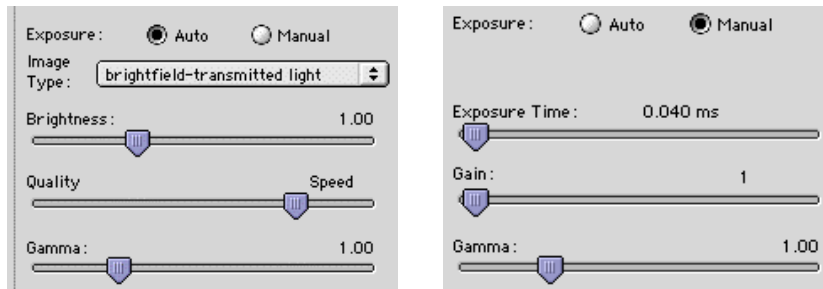 Exposure: Auto Manual
Image
Type: brightfield-transmitted light
Brightness: 1.00
Quality Speed
Gamma: 1.00
Exposure: Auto Manual
Exposure Time: 0.040 ms
Gain: 1
Gamma: 1.00